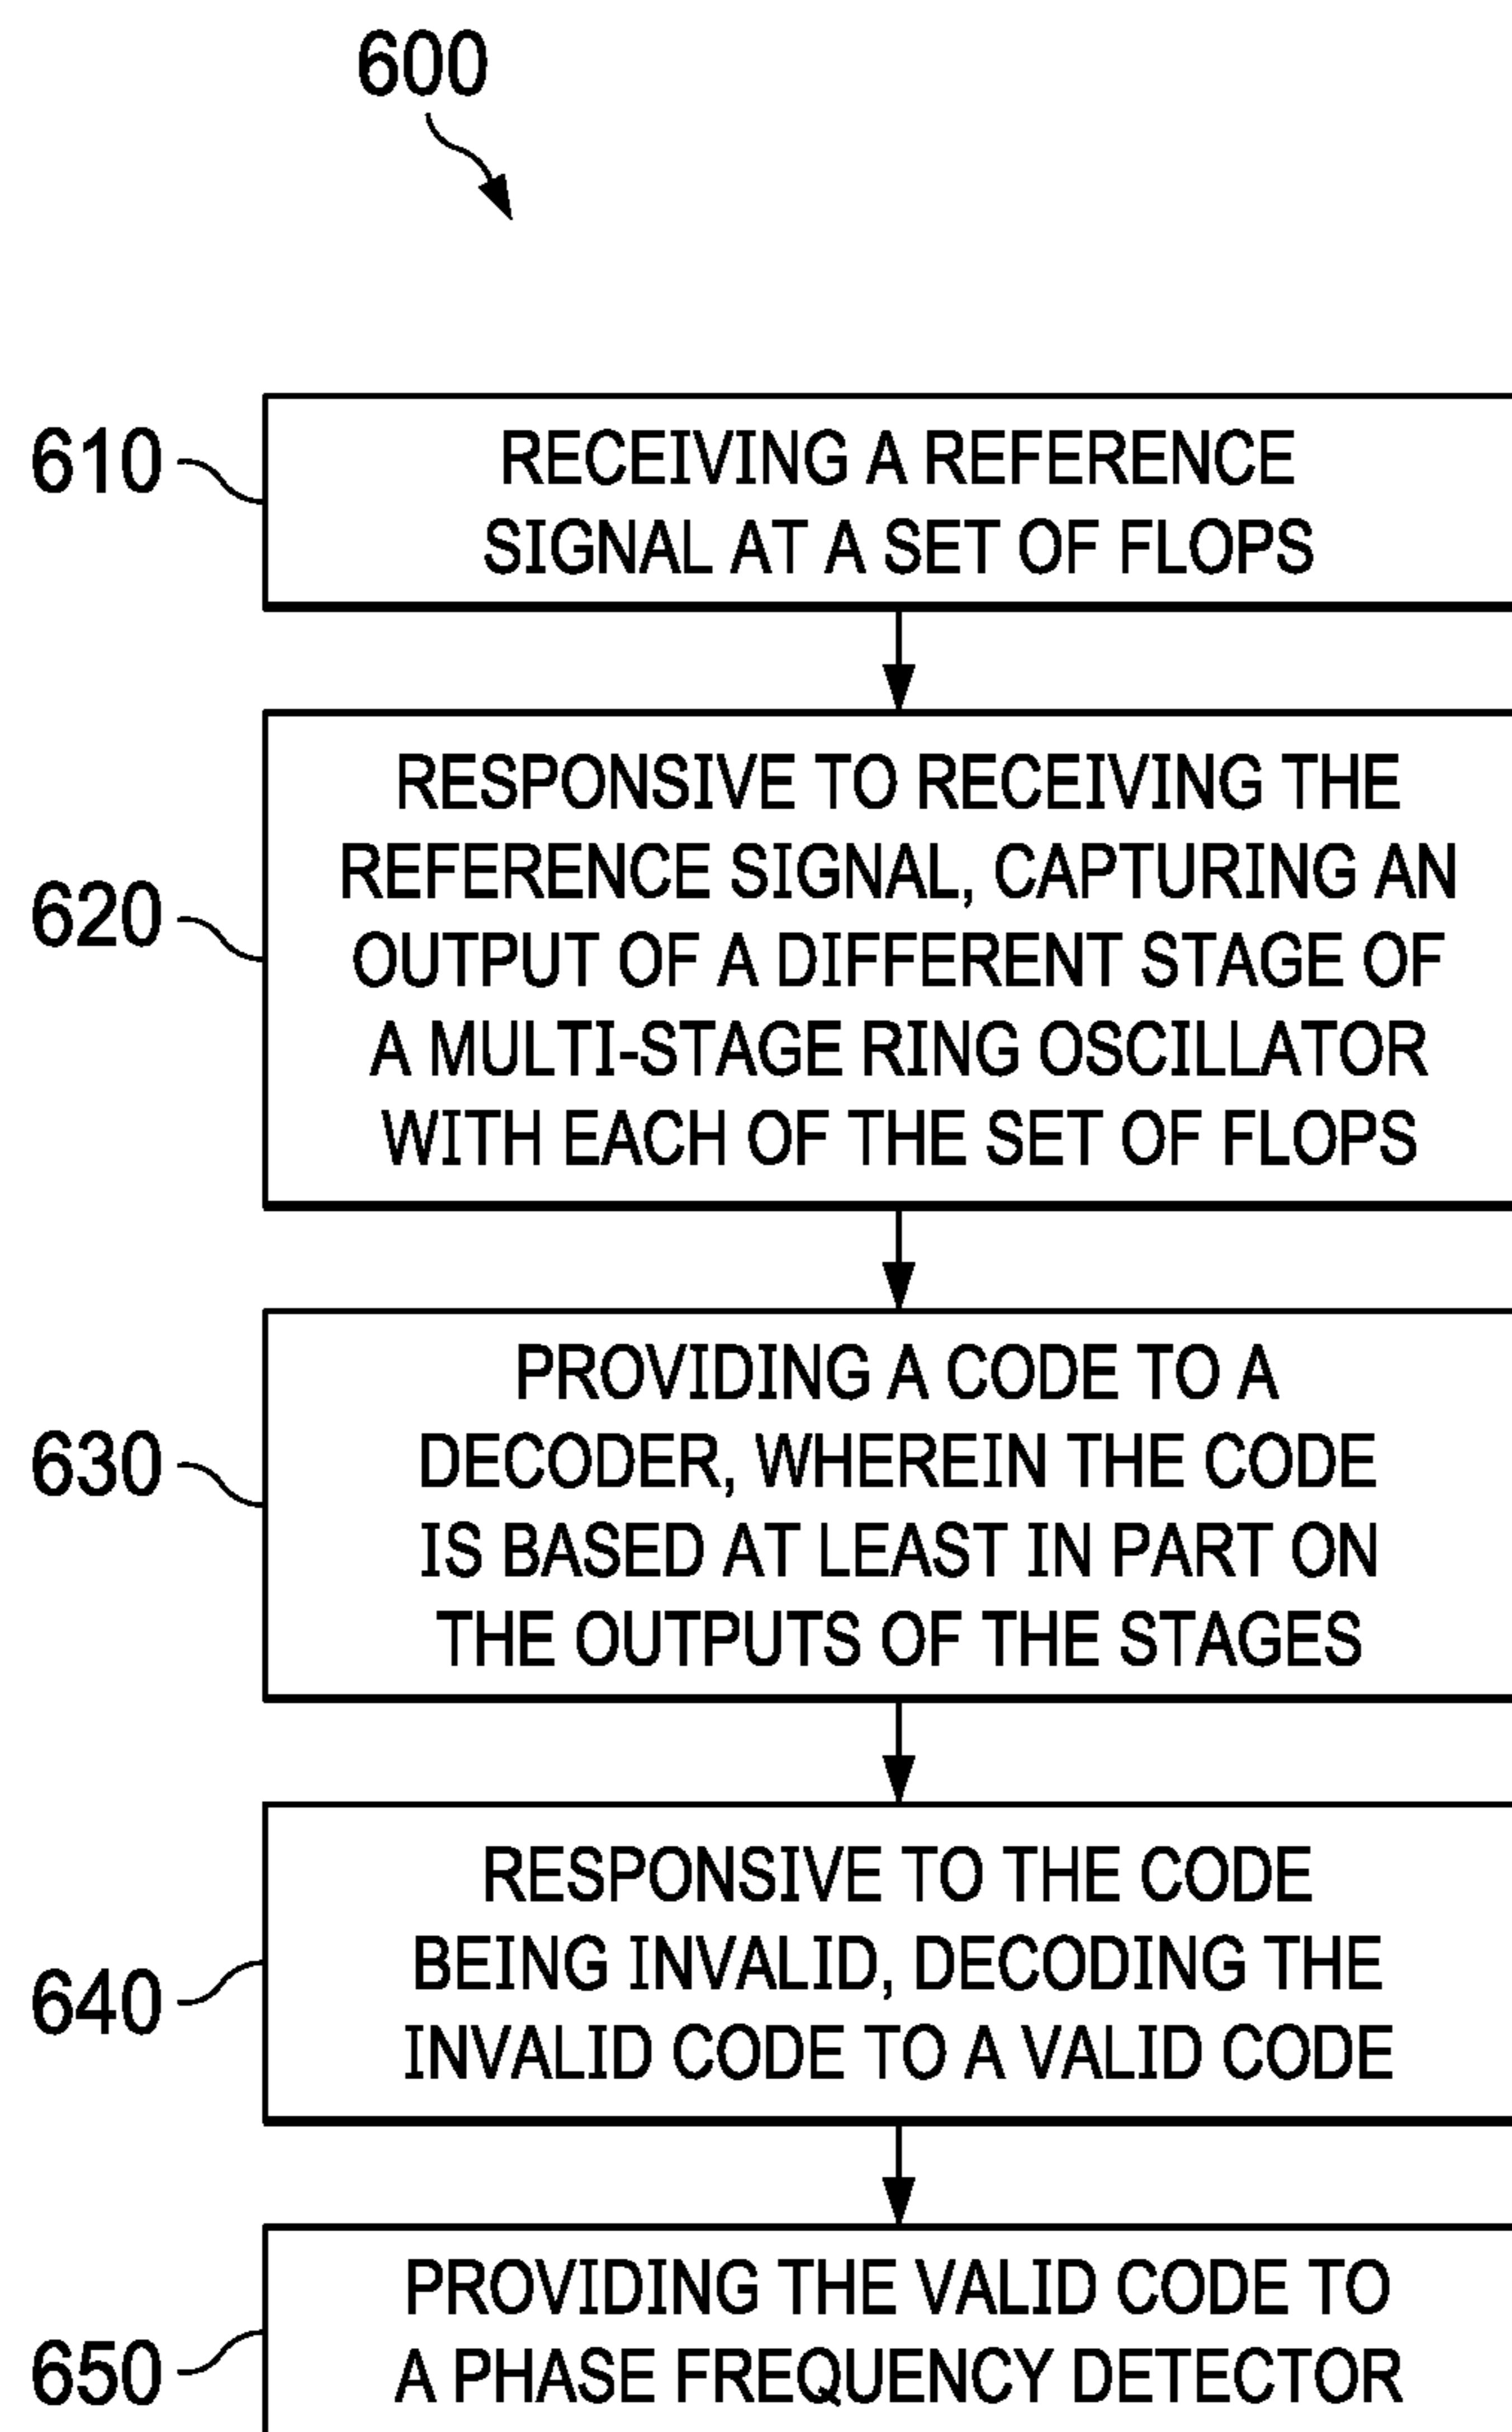 600
610
RECEIVING A REFERENCE
SIGNAL AT A SET OF FLOPS
620
RESPONSIVE TO RECEIVING THE
REFERENCE SIGNAL, CAPTURING AN
OUTPUT OF A DIFFERENT STAGE OF
A MULTI-STAGE RING OSCILLATOR
WITH EACH OF THE SET OF FLOPS
630
PROVIDING A CODE TO A
DECODER, WHEREIN THE CODE
IS BASED AT LEAST IN PART ON
THE OUTPUTS OF THE STAGES
640
RESPONSIVE TO THE CODE
BEING INVALID, DECODING THE
INVALID CODE TO A VALID CODE
650
PROVIDING THE VALID CODE TO
A PHASE FREQUENCY DETECTOR